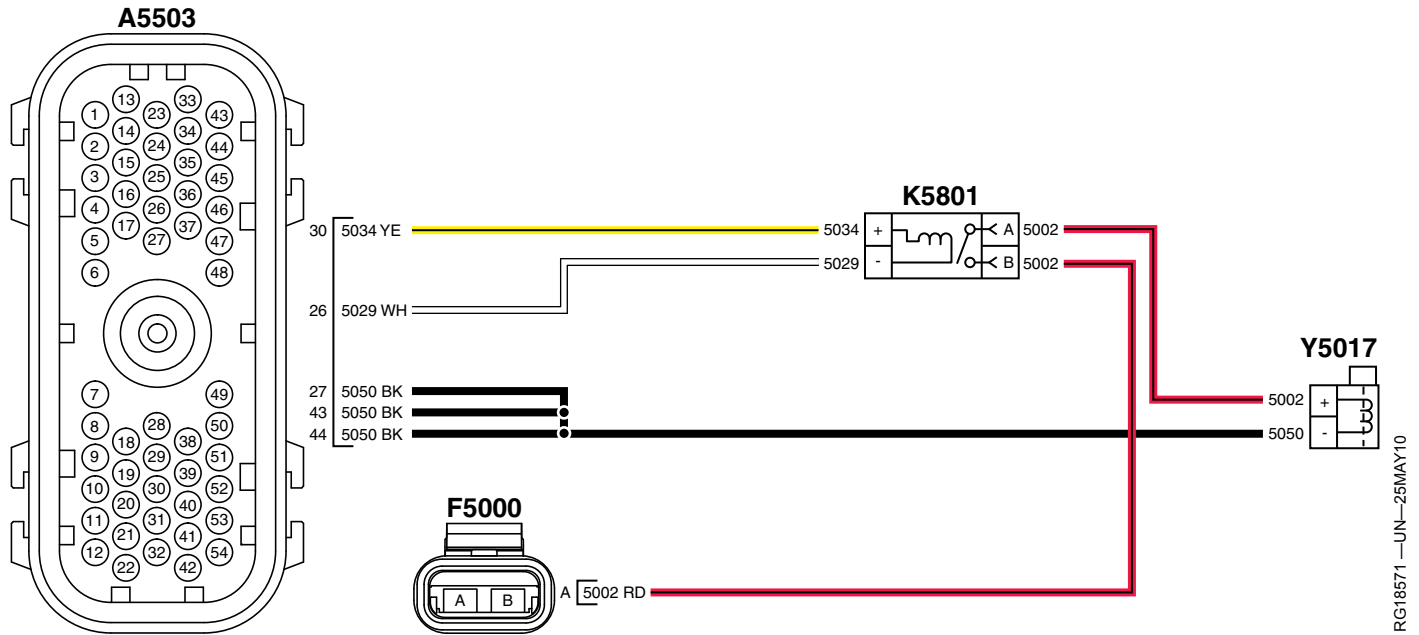 A5503
13 33
1 23 43
14 34
2 24 44
15 35
3 25 45
16 36
4 26 46
17 37
5 27 47
6 48
7 49
8 28 50
18 38
9 29 51
19 39
10 30 52
20 40
11 31 53
21 41
12 32 54
22 42
30 5034 YE
26 5029 WH
27 5050 BK
43 5050 BK
44 5050 BK
K5801
5034 + A 5002
5029 - B 5002
Y5017
5002 +
5050 -
F5000
A B
A 5002 RD
RG18571 —UN—25MAY10